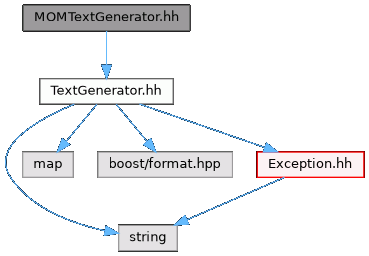 MOMTextGenerator.hh
TextGenerator.hh
map
boost/format.hpp
Exception.hh
string